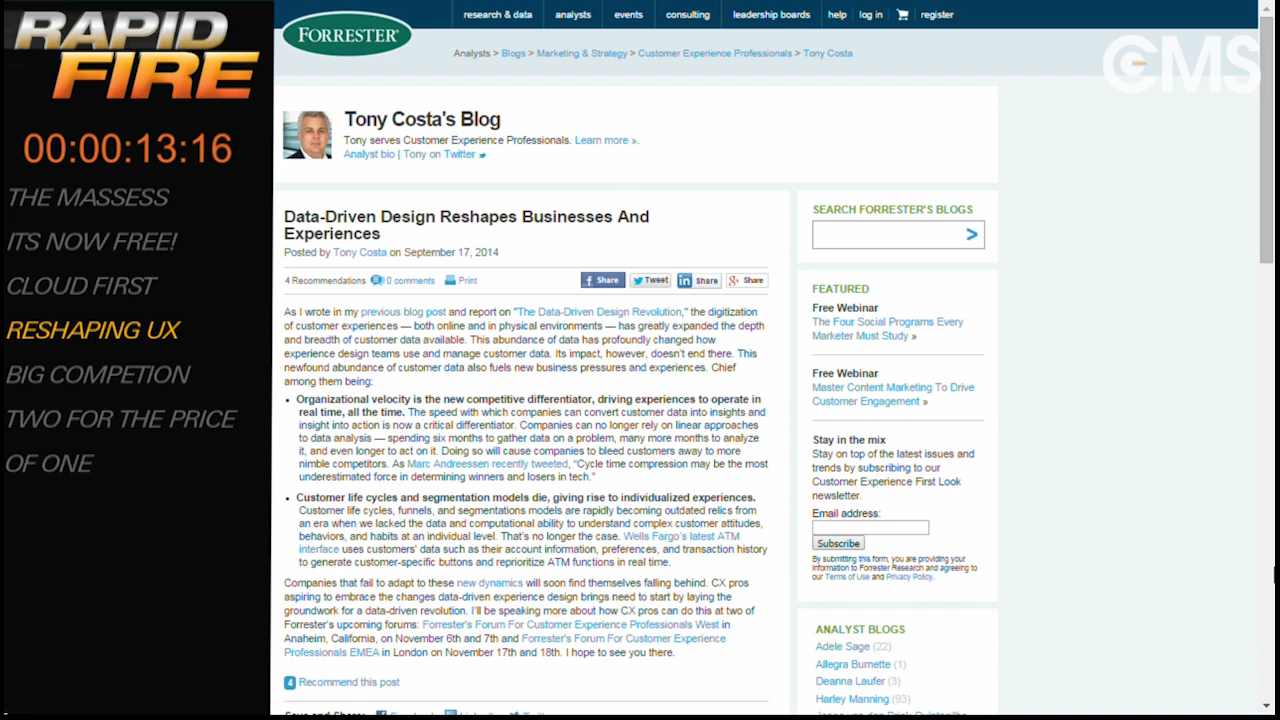 RAPID
FIRE
00:00:13:16
THE MASSESS
ITS NOW FREE!
CLOUD FIRST
RESHAPING UX
BIG COMPETION
TWO FOR THE PRICE
OF ONE
research & data
analysts
events
consulting
leadership boards
help
log in
register
FORRESTER®
Analysts > Blogs > Marketing & Strategy > Customer Experience Professionals > Tony Costa
CMS
Tony Costa's Blog
Tony serves Customer Experience Professionals. Learn more ».
Analyst bio | Tony on Twitter
Data-Driven Design Reshapes Businesses And
Experiences
Posted by Tony Costa on September 17, 2014
4 Recommendations 0 comments Print
Share Tweet Share Share
As I wrote in my previous blog post and report on "The Data-Driven Design Revolution," the digitization
of customer experiences — both online and in physical environments — has greatly expanded the depth
and breadth of customer data available. This abundance of data has profoundly changed how
experience design teams use and manage customer data. Its impact, however, doesn't end there. This
newfound abundance of customer data also fuels new business pressures and experiences. Chief
among them being:
• Organizational velocity is the new competitive differentiator, driving experiences to operate in
real time, all the time. The speed with which companies can convert customer data into insights and
insight into action is now a critical differentiator. Companies can no longer rely on linear approaches
to data analysis — spending six months to gather data on a problem, many more months to analyze
it, and even longer to act on it. Doing so will cause companies to bleed customers away to more
nimble competitors. As Marc Andreessen recently tweeted, "Cycle time compression may be the most
underestimated force in determining winners and losers in tech."
• Customer life cycles and segmentation models die, giving rise to individualized experiences.
Customer life cycles, funnels, and segmentations models are rapidly becoming outdated relics from
an era when we lacked the data and computational ability to understand complex customer attitudes,
behaviors, and habits at an individual level. That's no longer the case. Wells Fargo's latest ATM
interface uses customers' data such as their account information, preferences, and transaction history
to generate customer-specific buttons and reprioritize ATM functions in real time.
Companies that fail to adapt to these new dynamics will soon find themselves falling behind. CX pros
aspiring to embrace the changes data-driven experience design brings need to start by laying the
groundwork for a data-driven revolution. I'll be speaking more about how CX pros can do this at two of
Forrester's upcoming forums: Forrester's Forum For Customer Experience Professionals West in
Anaheim, California, on November 6th and 7th and Forrester's Forum For Customer Experience
Professionals EMEA in London on November 17th and 18th. I hope to see you there.
4 Recommend this post
Save and Share: Facebook LinkedIn Twitter
SEARCH FORRESTER'S BLOGS
>
FEATURED
Free Webinar
The Four Social Programs Every
Marketer Must Study »
Free Webinar
Master Content Marketing To Drive
Customer Engagement »
Stay in the mix
Stay on top of the latest issues and
trends by subscribing to our
Customer Experience First Look
newsletter.
Email address:
Subscribe
By submitting this form, you are providing your
information to Forrester Research and agreeing to
our Terms of Use and Privacy Policy.
ANALYST BLOGS
Adele Sage (22)
Allegra Burnette (1)
Deanna Laufer (3)
Harley Manning (93)